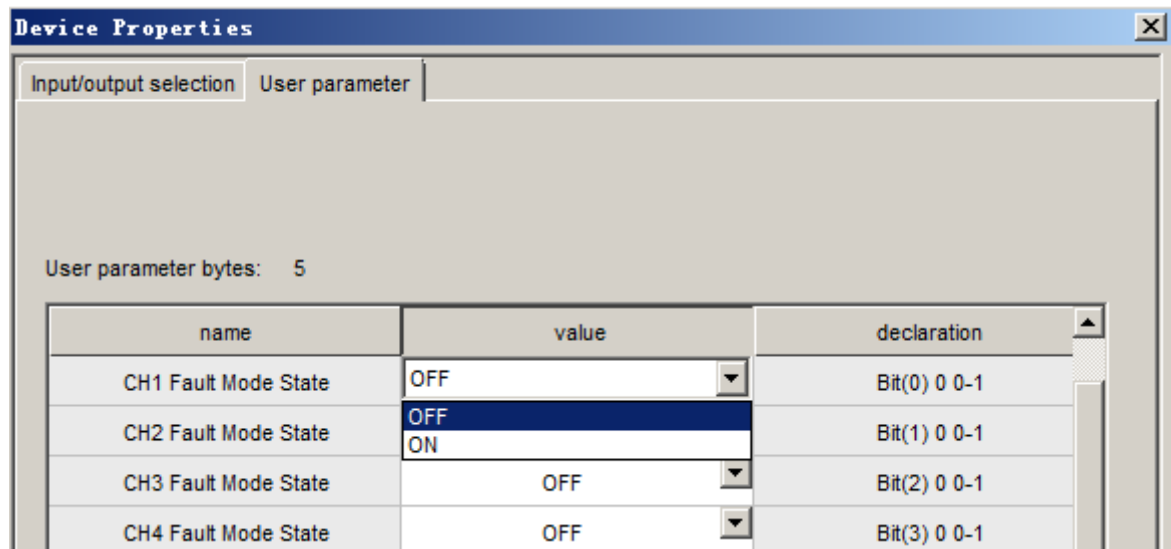 Device Properties
Input/output selection User parameter
User parameter bytes: 5
name value declaration
CH1 Fault Mode State OFF Bit(0) 0 0-1
OFF
CH2 Fault Mode State Bit(1) 0 0-1
ON
CH3 Fault Mode State OFF Bit(2) 0 0-1
CH4 Fault Mode State OFF Bit(3) 0 0-1